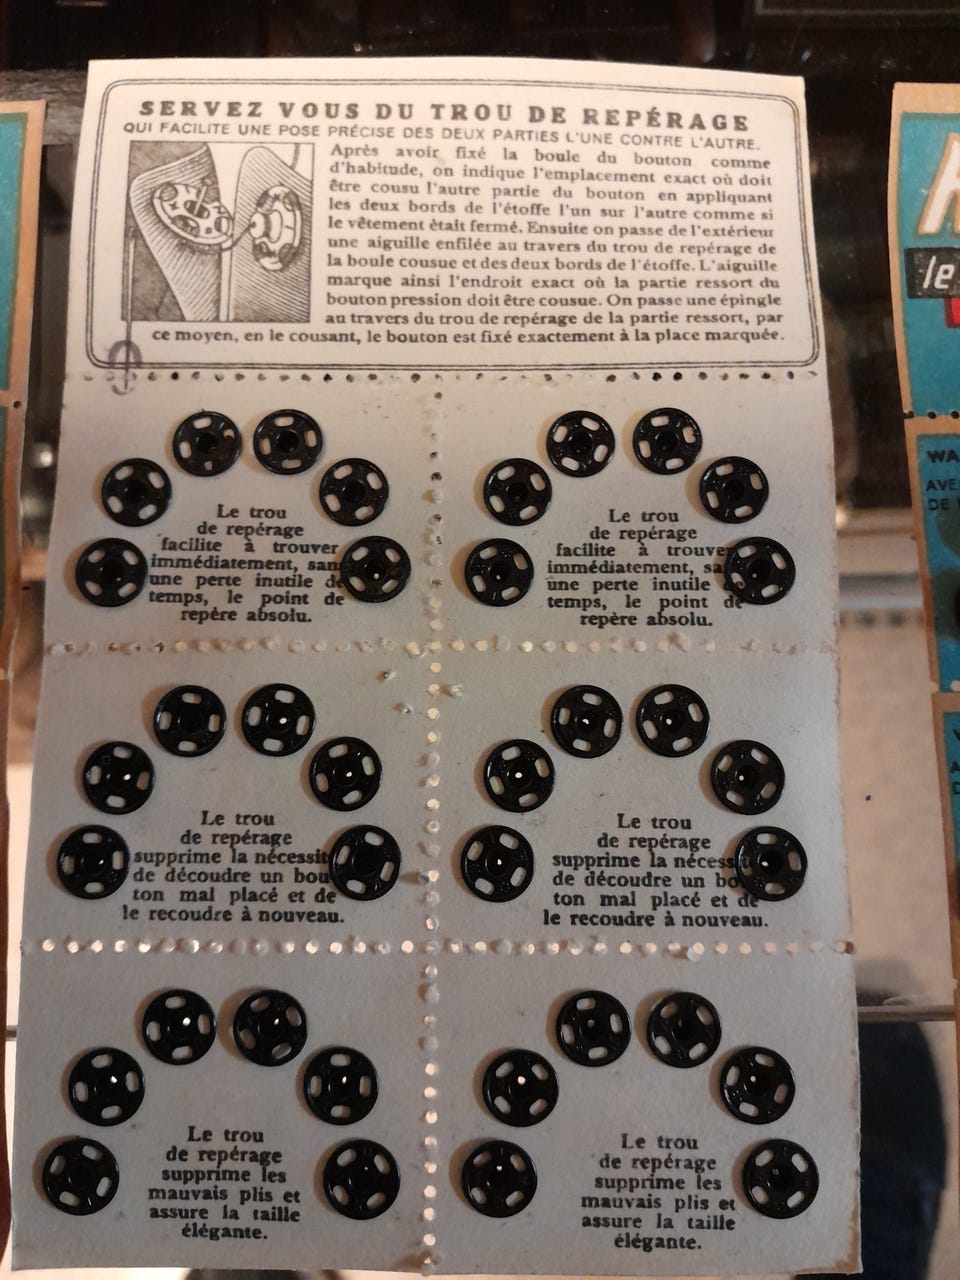 SERVEZ VOUS DU TROU DE REPÉRAGE
QUI FACILITE UNE POSE PRÉCISE DES DEUX PARTIES L'UNE CONTRE L'AUTRE.
Après avoir fixé la boule du bouton comme
d'habitude, on indique l'emplacement exact où doit
être cousu l'autre partie du bouton en appliquant
les deux bords de l'étoffe l'un sur l'autre comme si
le vêtement était fermé. Ensuite on passe de l'extérieur
une aiguille enfilée au travers du trou de repérage de
la boule cousue et des deux bords de l'étoffe. L'aiguille
marque ainsi l'endroit exact où la partie ressort du
bouton pression doit être cousue. On passe une épingle
au travers du trou de repérage de la partie ressort, par
ce moyen, en le cousant, le bouton est fixé exactement à la place marquée.
Le trou
de repérage
facilite à trouver
immédiatement, san
une perte inutile de
temps, le point de
repère absolu.
Le trou
de repérage
facilite à trouver
immédiatement, sa
une perte inutile de
temps, le point de
repère absolu.
Le trou
de repérage
supprime la nécessit
de découdre un bou
ton mal placé et de
le recoudre à nouveau.
Le trou
de repérage
supprime la nécessit
de découdre un bo
ton mal placé et de
le recoudre à nouveau.
Le trou
de repérage
supprime les
mauvais plis et
assure la taille
élégante.
Le trou
de repérage
supprime les
mauvais plis et
assure la taille
élégante.
le
WA
AVE
DE